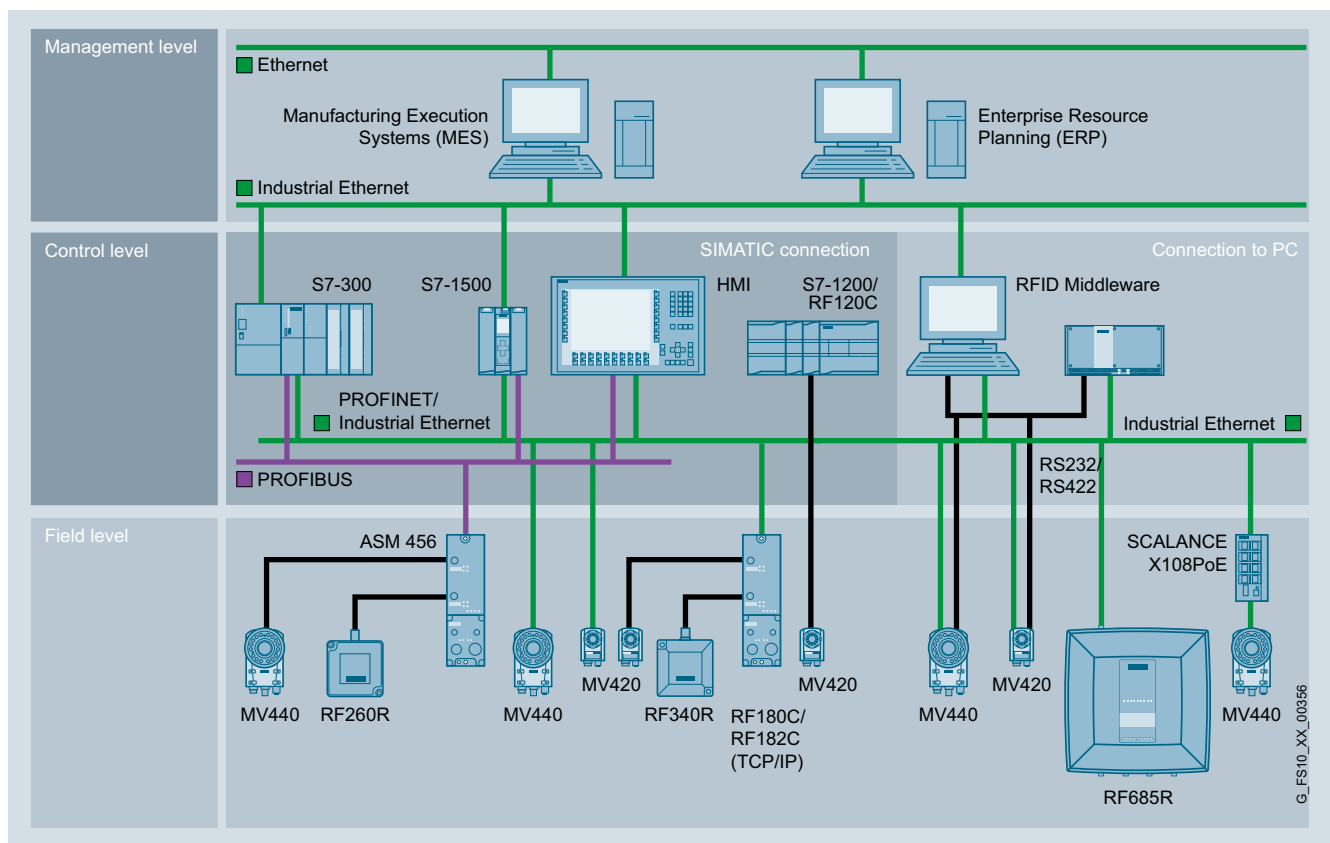 Management level
Ethernet
Manufacturing Execution
Systems (MES)
Enterprise Resource
Planning (ERP)
Industrial Ethernet
Control level
SIMATIC connection
Connection to PC
S7-300
S7-1500
HMI
S7-1200/
RF120C
RFID Middleware
PROFINET/
Industrial Ethernet
Industrial Ethernet
PROFIBUS
RS232/
RS422
Field level
ASM 456
SCALANCE
X108PoE
MV440
RF260R
MV440
MV420
RF340R
RF180C/
RF182C
(TCP/IP)
MV420
MV440
MV420
RF685R
MV440
G_FS10_XX_00356